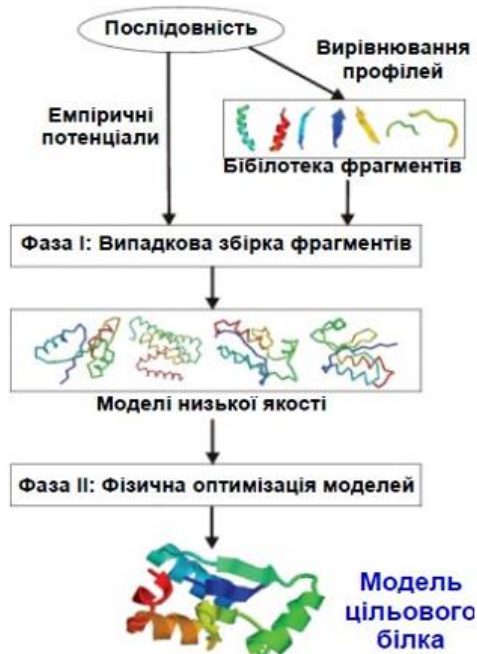 Послідовність
Вирівнювання
профілей
Емпіричні
потенціали
Бібілотека фрагментів
Фаза I: Випадкова збірка фрагментів
Моделі низької якості
Фаза II: Фізична оптимізація моделей
Модель
цільового
білка